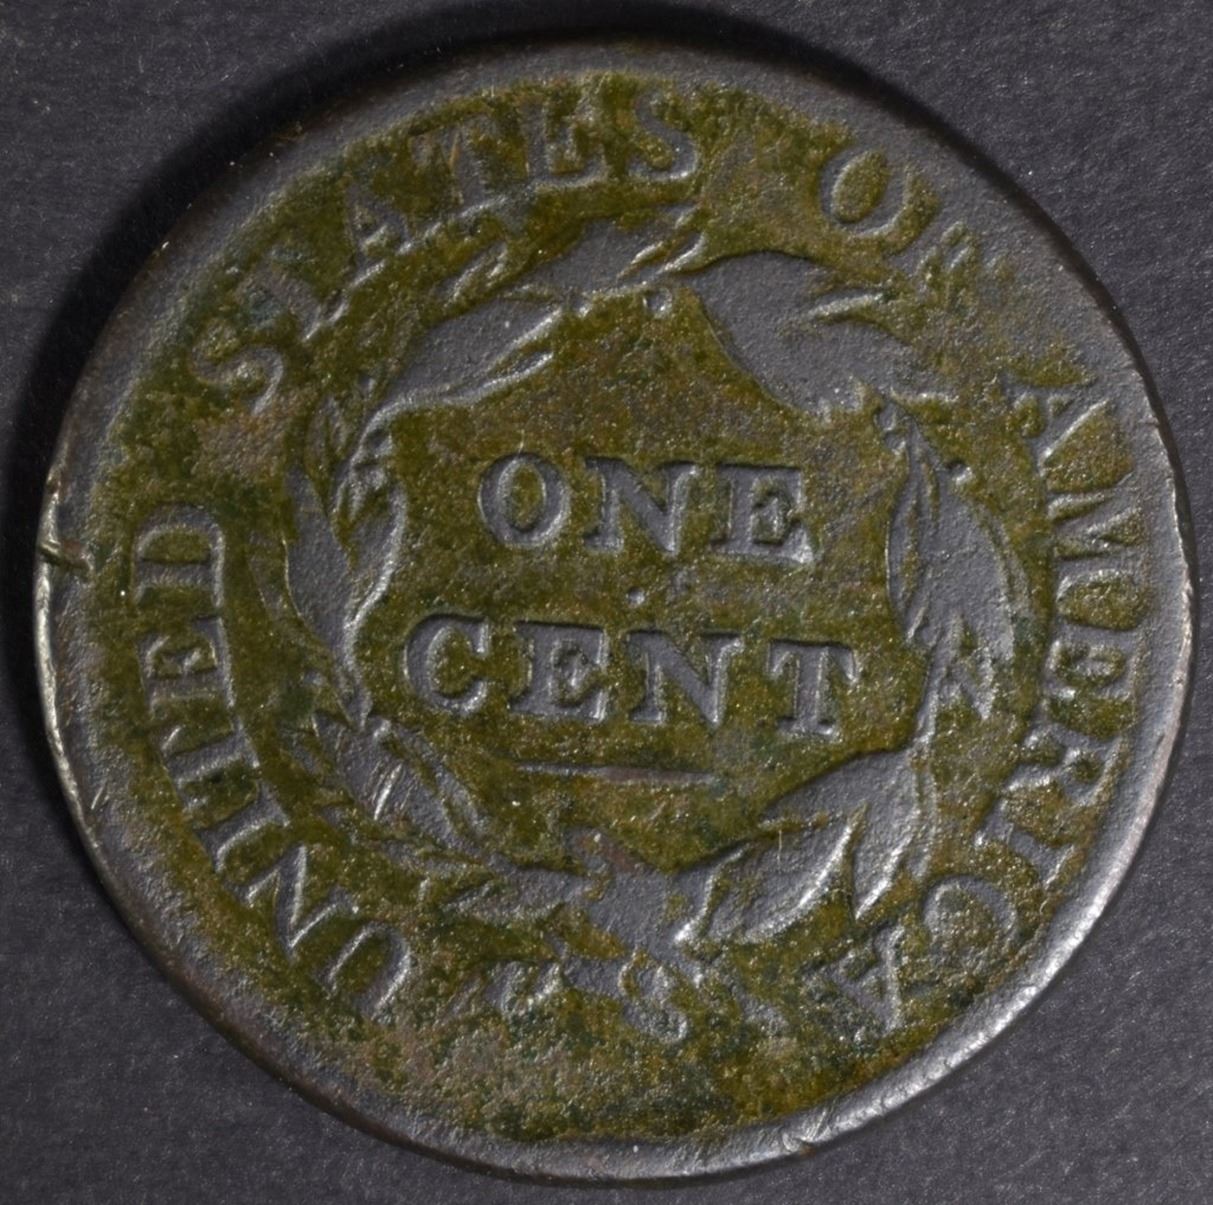 UNITED STATES OF AMERICA
ONE
CENT